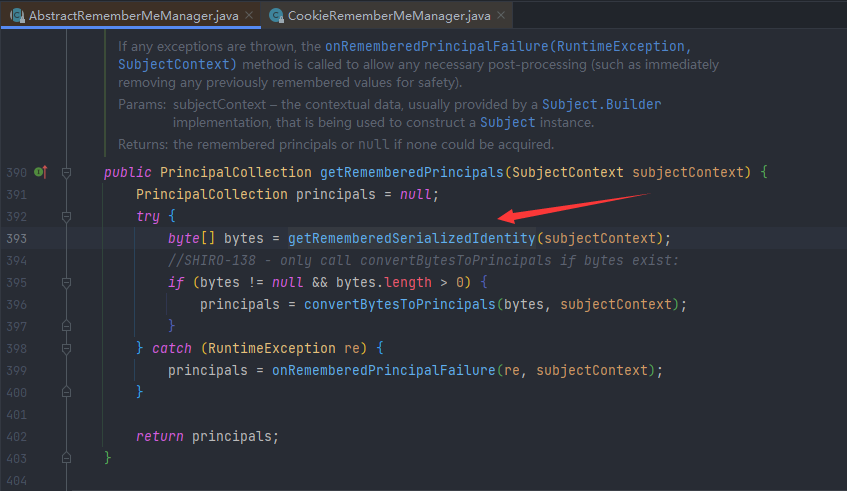 AbstractRememberMeManager.java × CookieRememberMeManager.java ×
If any exceptions are thrown, the onRememberedPrincipalFailure(RuntimeException,
SubjectContext) method is called to allow any necessary post-processing (such as immediately
removing any previously remembered values for safety).
Params: subjectContext – the contextual data, usually provided by a Subject.Builder
implementation, that is being used to construct a Subject instance.
Returns: the remembered principals or null if none could be acquired.
390 public PrincipalCollection getRememberedPrincipals(SubjectContext subjectContext) {
391 PrincipalCollection principals = null;
392 try {
393 byte[] bytes = getRememberedSerializedIdentity(subjectContext);
394 //SHIRO-138 - only call convertBytesToPrincipals if bytes exist:
395 if (bytes != null && bytes.length > 0) {
396 principals = convertBytesToPrincipals(bytes, subjectContext);
397 }
398 } catch (RuntimeException re) {
399 principals = onRememberedPrincipalFailure(re, subjectContext);
400 }
401
402 return principals;
403 }
404